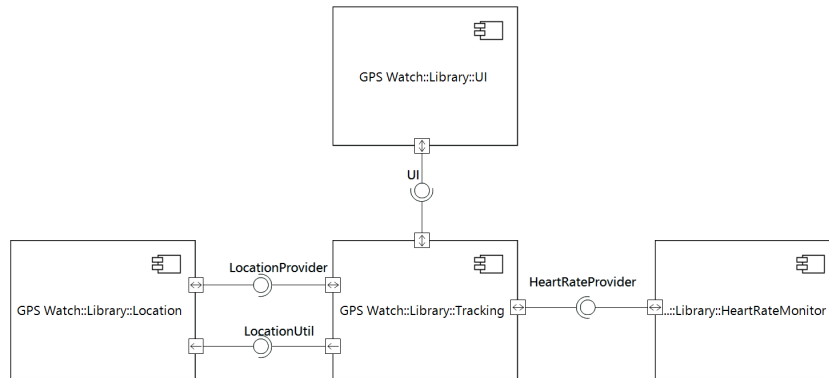 GPS Watch::Library::UI
UI
LocationProvider
HeartRateProvider
GPS Watch::Library::Location
GPS Watch::Library::Tracking
...::Library::HeartRateMonitor
LocationUtil